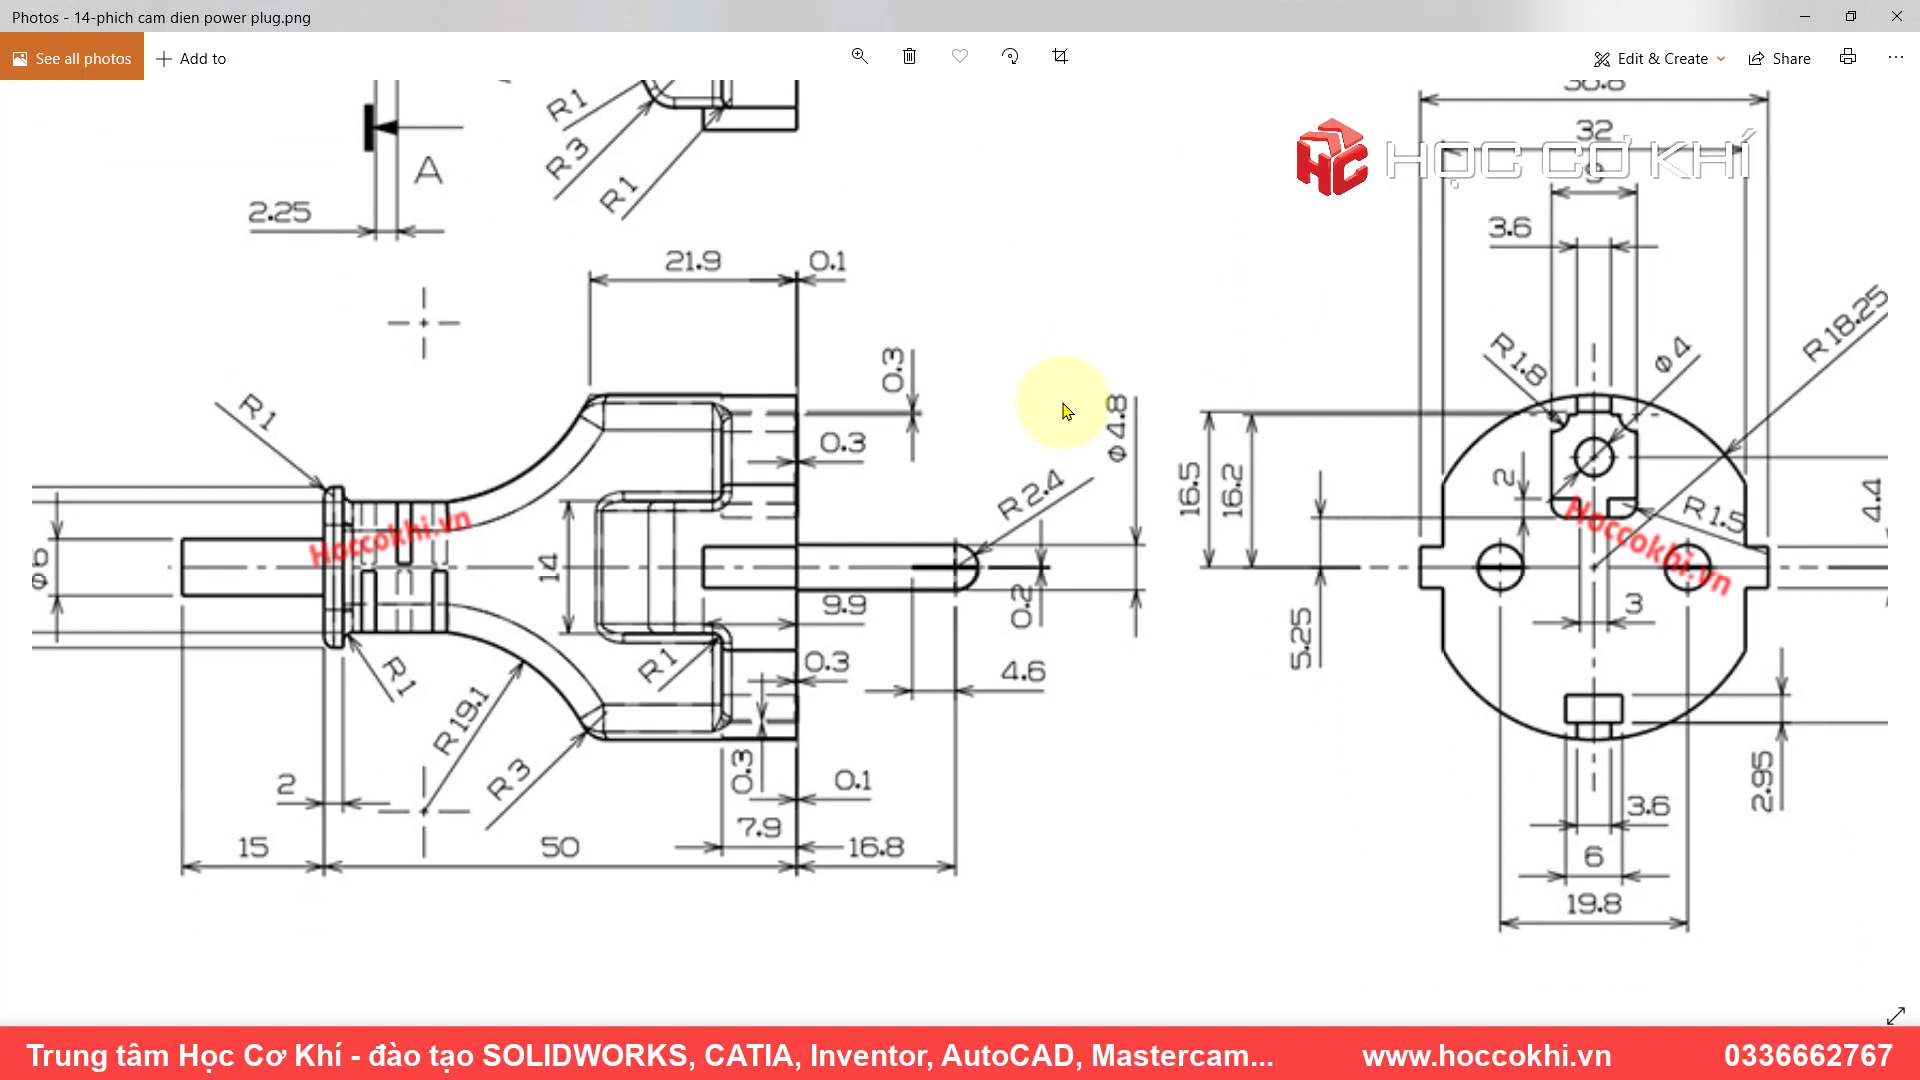 Photos - 14-phich cam dien power plug.png
See all photos
Add to
Edit & Create
Share
R1
R3
R1
A
2.25
HỌC CƠ KHÍ
32
3.6
21.9
0.1
R18.25
R1.8
Φ4
0.3
Φ4.8
R1
0.3
R2.4
16.5
16.2
2
R1.5
4.4
Hoccokhi.vn
Hoccokhi.vn
Φ6
14
9.9
0.2
3
5.25
R1
0.3
4.6
R1
R19.1
R3
2
0.3
0.1
7.9
2.95
3.6
15
50
16.8
6
19.8
Trung tâm Học Cơ Khí - đào tạo SOLIDWORKS, CATIA, Inventor, AutoCAD, Mastercam...
www.hoccokhi.vn
0336662767